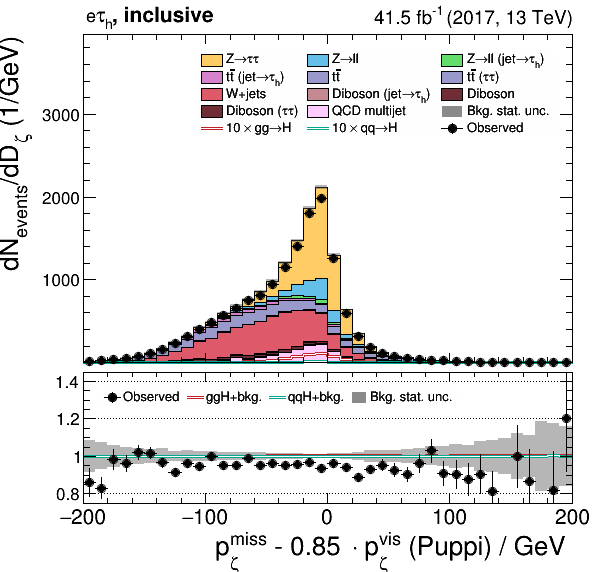 eτh, inclusive 41.5 fb⁻¹ (2017, 13 TeV)
dNevents/dDζ (1/GeV)
Z→ττ Z→ll Z→ll (jet→τh)
tt̄ (jet→τh) tt̄ tt̄ (ττ)
W+jets Diboson (jet→τh) Diboson
Diboson (ττ) QCD multijet Bkg. stat. unc.
10 × gg→H 10 × qq→H Observed
3000
2000
1000
1.4
Observed ggH+bkg. qqH+bkg. Bkg. stat. unc.
1.2
1
0.8
−200 −100 0 100 200
pζmiss - 0.85 · pζvis (Puppi) / GeV